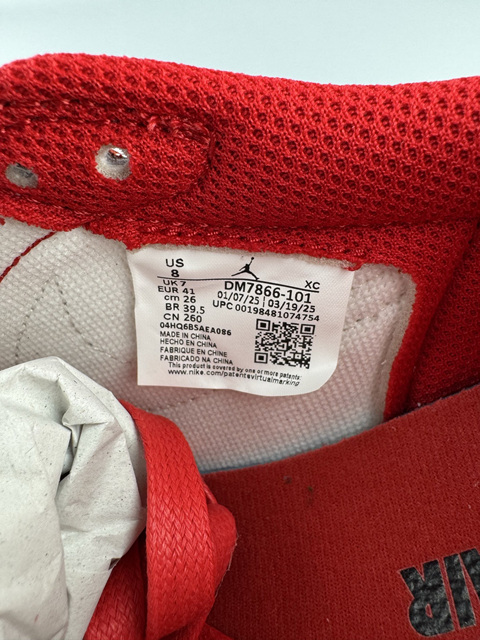 US
8
UK 7
EUR 41
cm 26
BR 39.5
CN 260
XC
DM7866-101
01/07/25 | 03/19/25
UPC 00198481074754
04HQ6B5AEA086
MADE IN CHINA
HECHO EN CHINA
FABRIQUE EN CHINE
FABRICADO NA CHINA
This product is covered by one or more patents:
www.nike.com/patentsvirtualmarking
AIR